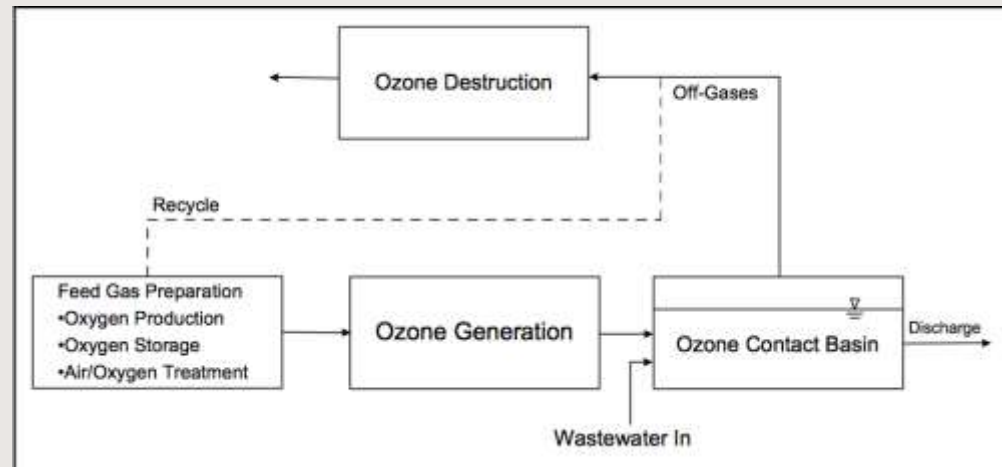 Ozone Destruction
Off-Gases
Recycle
Feed Gas Preparation
•Oxygen Production
•Oxygen Storage
•Air/Oxygen Treatment
Ozone Generation
Ozone Contact Basin
Discharge
Wastewater In